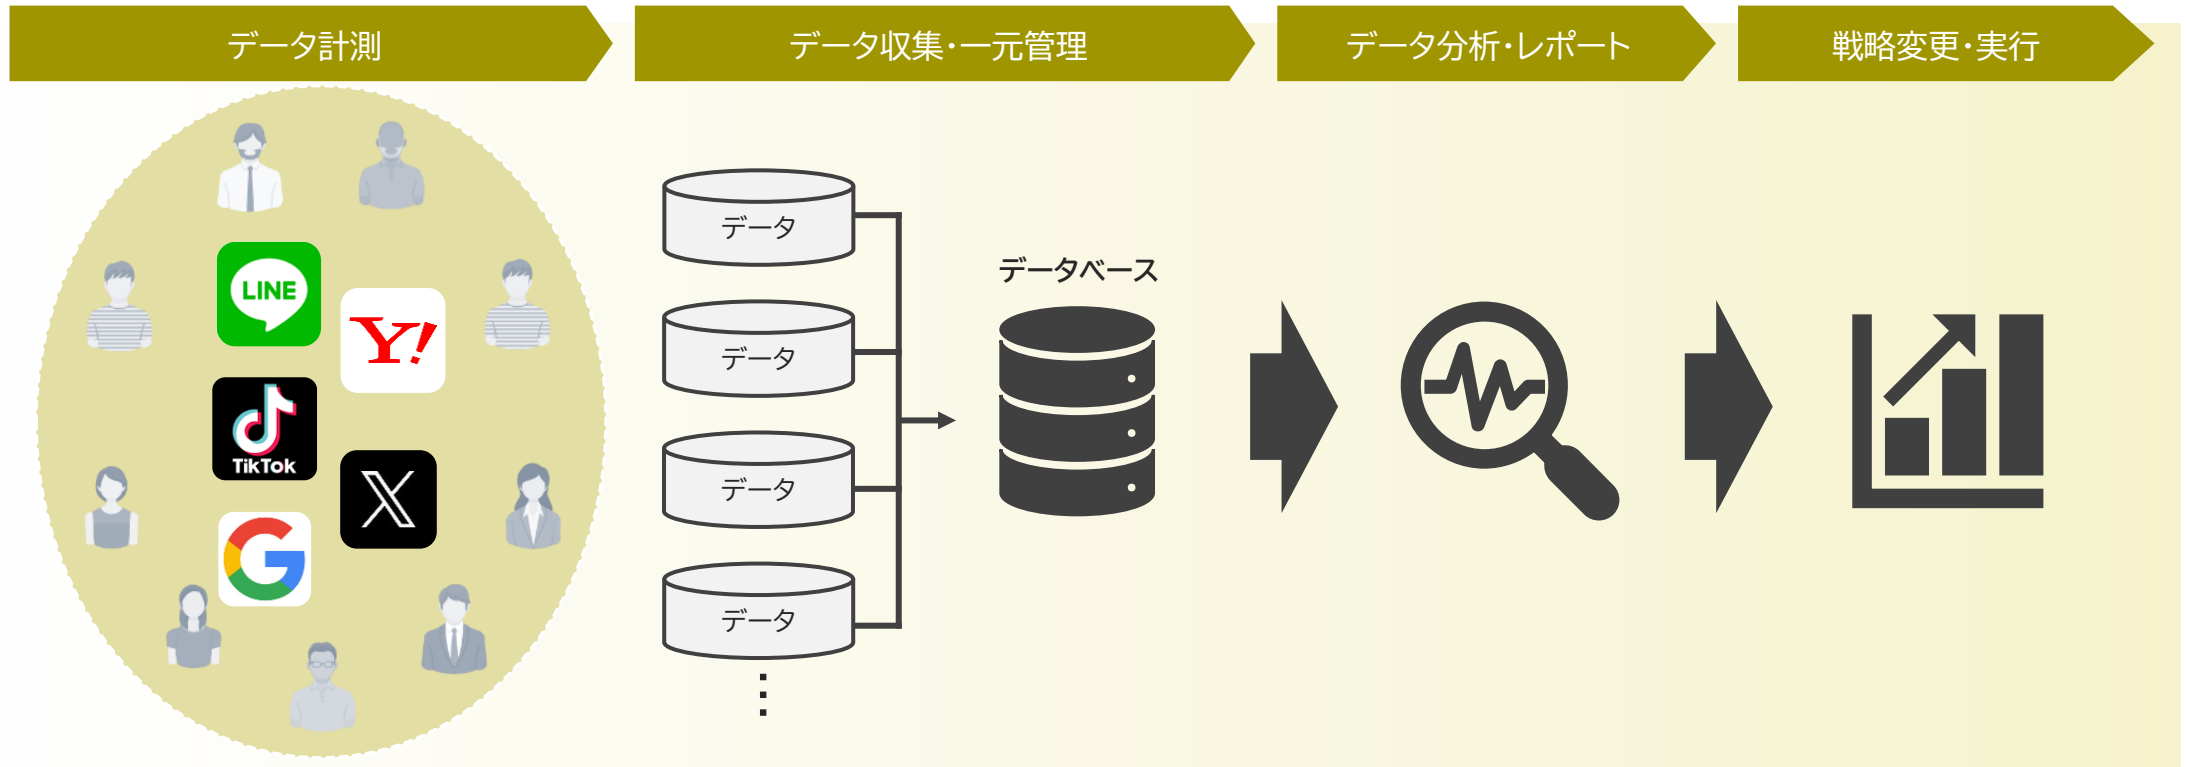 データ計測
データ収集・一元管理
データ分析・レポート
戦略変更・実行
LINE
Y!
TikTok
X
G
データ
データ
データ
データ
データベース